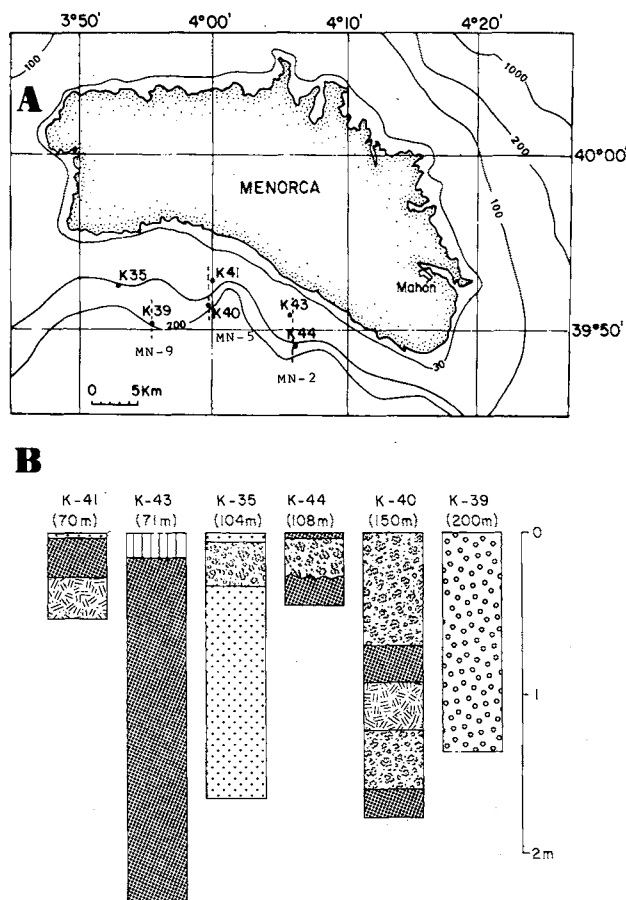 3°50' 4°00' 4°10' 4°20'
100
1000
A
200
40°00'
MENORCA
100
Mahón
K35 K41
K43
K39 200 K40
39°50'
K44
MN-9 MN-5
30
MN-2
0 5Km
B
K-41 K-43 K-35 K-44 K-40 K-39
(70m) (71m) (104m) (108m) (150m) (200m)
0
1
2m